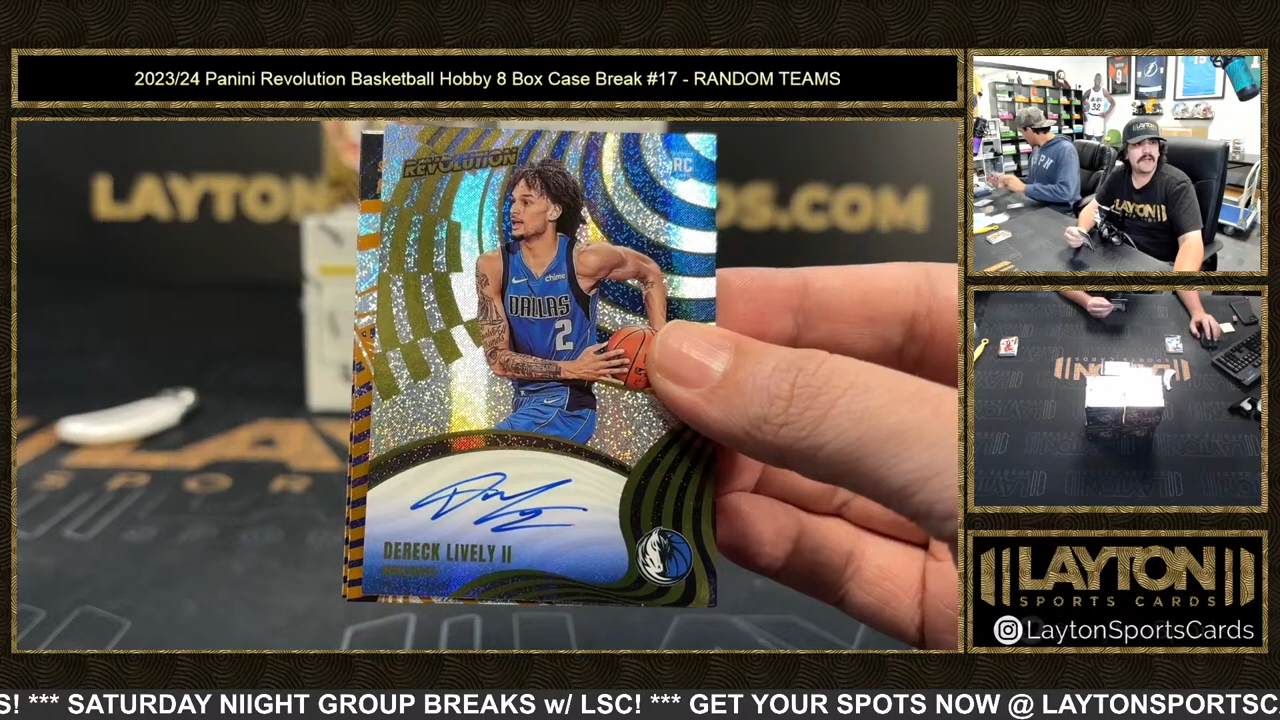 2023/24 Panini Revolution Basketball Hobby 8 Box Case Break #17 - RANDOM TEAMS
REVOLUTION
RC
chime
DALLAS
2
DERECK LIVELY II
LAYTON
SPORTS CARDS
LaytonSportsCards
S! *** SATURDAY NIIGHT GROUP BREAKS w/ LSC! *** GET YOUR SPOTS NOW @ LAYTONSPORTSC